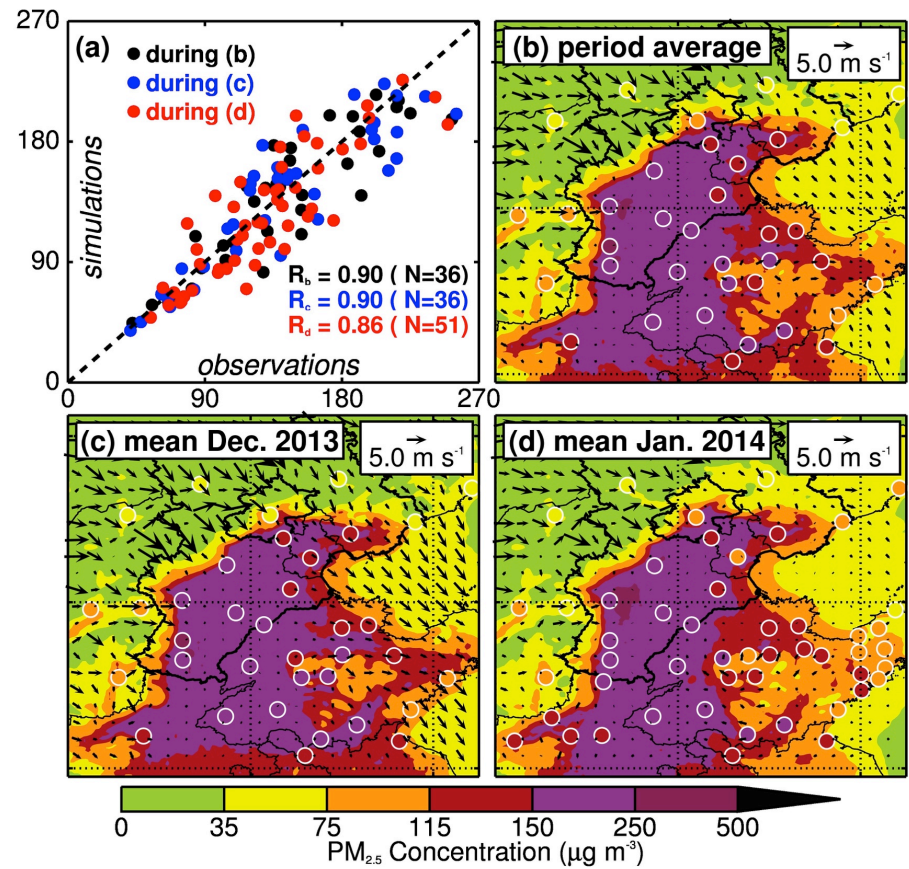 270
(a)
during (b)
during (c)
during (d)
180
simulations
90
R_b = 0.90 ( N=36)
R_c = 0.90 ( N=36)
R_d = 0.86 ( N=51)
observations
0
0 90 180 270
(b) period average
5.0 m s⁻¹
(c) mean Dec. 2013
5.0 m s⁻¹
(d) mean Jan. 2014
5.0 m s⁻¹
0 35 75 115 150 250 500
PM₂.₅ Concentration (μg m⁻³)